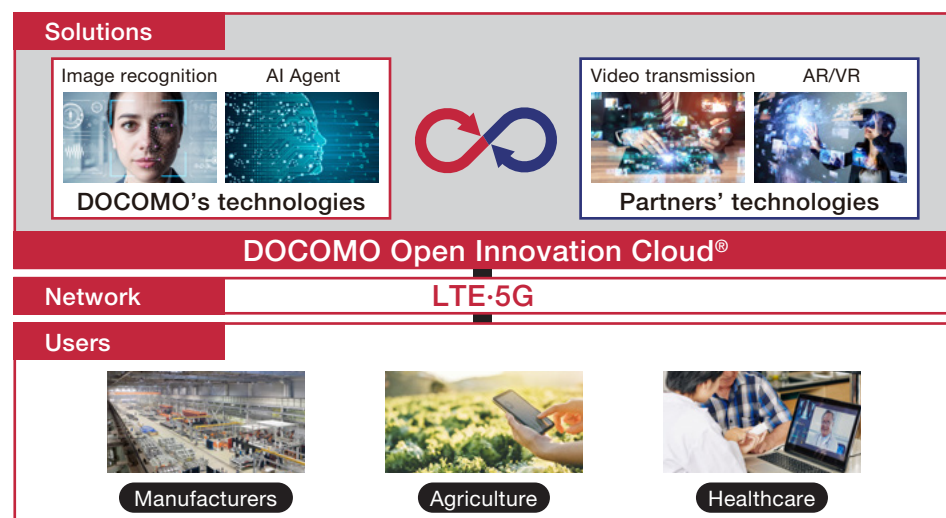 Solutions
Image recognition
AI Agent
DOCOMO's technologies
Video transmission
AR/VR
Partners' technologies
DOCOMO Open Innovation Cloud®
Network
LTE·5G
Users
Manufacturers
Agriculture
Healthcare